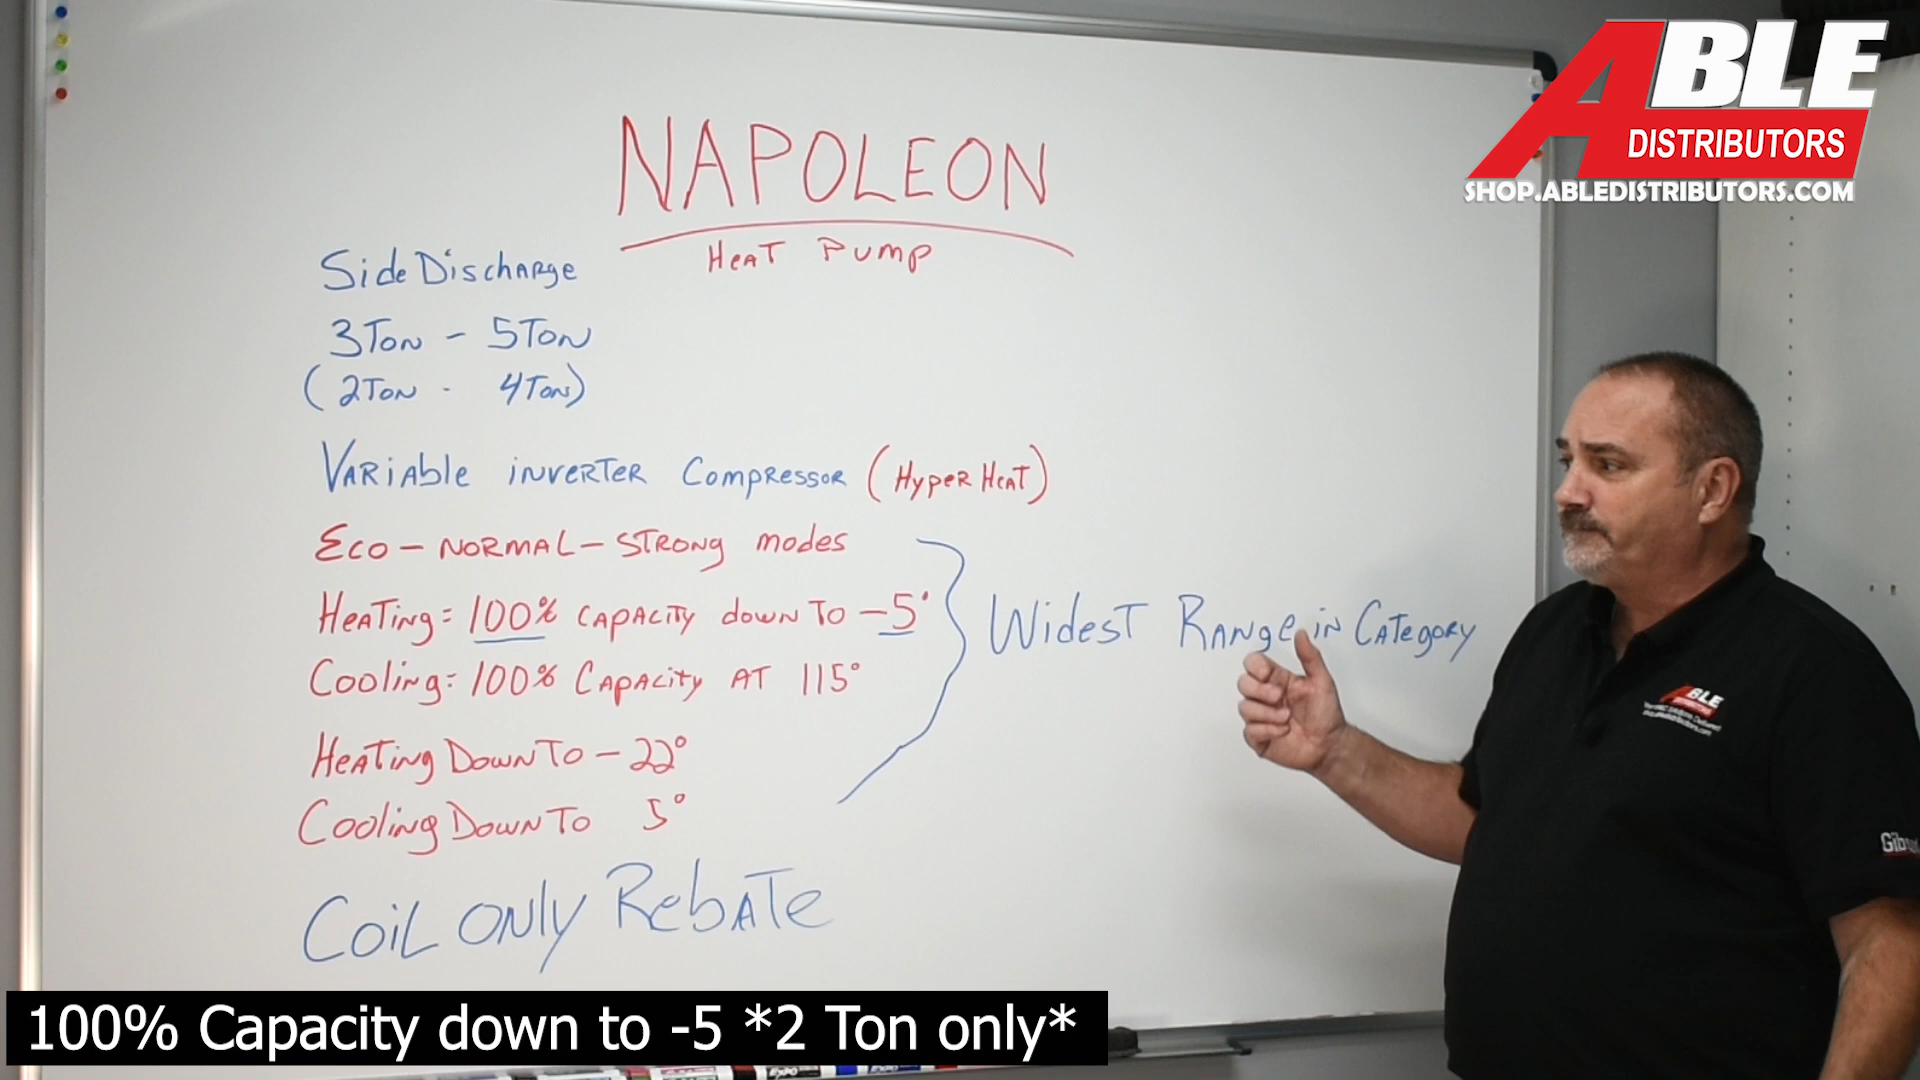 ABLE
DISTRIBUTORS
SHOP.ABLEDISTRIBUTORS.COM
NAPOLEON
Heat Pump
Side Discharge
3Ton - 5Ton
(2Ton - 4Ton)
Variable inverter Compressor (Hyper Heat)
Eco - NORMAL - STRONG modes
Heating = 100% capacity down to -5°
Widest Range in Category
Cooling = 100% Capacity at 115°
Heating Down To -22°
Cooling Down To 5°
Coil only Rebate
ABLE
100% Capacity down to -5 *2 Ton only*